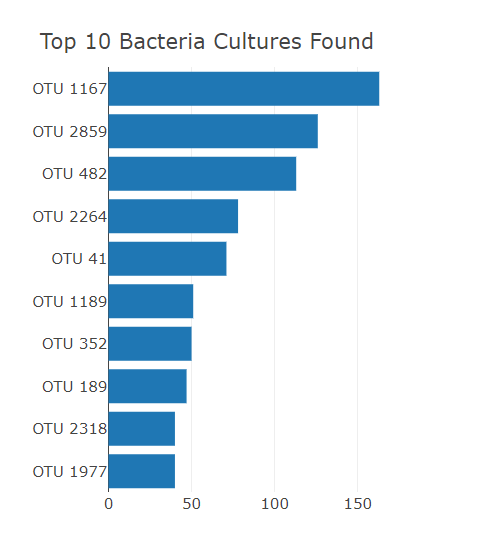 Top 10 Bacteria Cultures Found
OTU 1167
OTU 2859
OTU 482
OTU 2264
OTU 41
OTU 1189
OTU 352
OTU 189
OTU 2318
OTU 1977
0 50 100 150